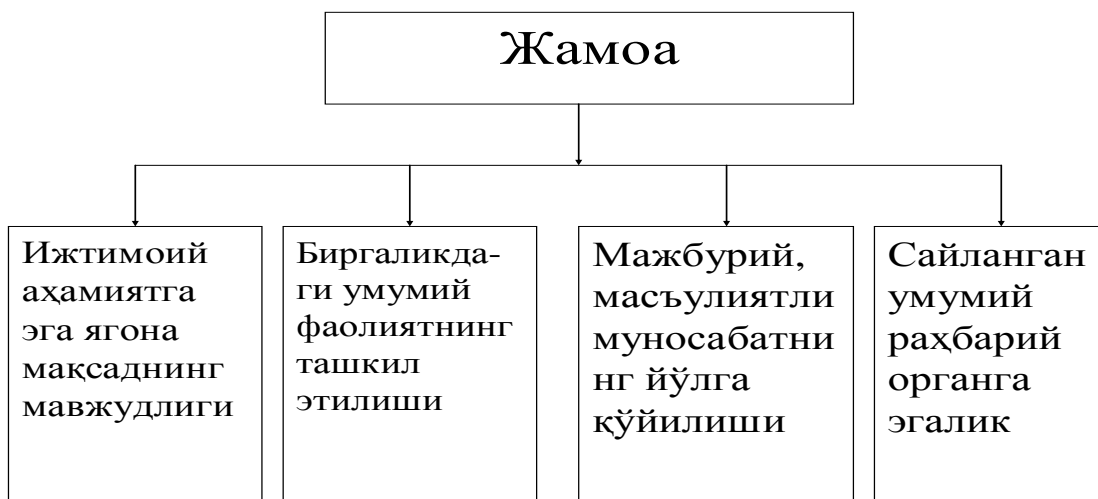 Жамоа
Ижтимоий
аҳамиятга
эга ягона
мақсаднинг
мавжудлиги
Биргаликда-
ги умумий
фаолиятнинг
ташкил
этилиши
Мажбурий,
масъулиятли
муносабатни
нг йўлга
қўйилиши
Сайланган
умумий
раҳбарий
органга
эгалик